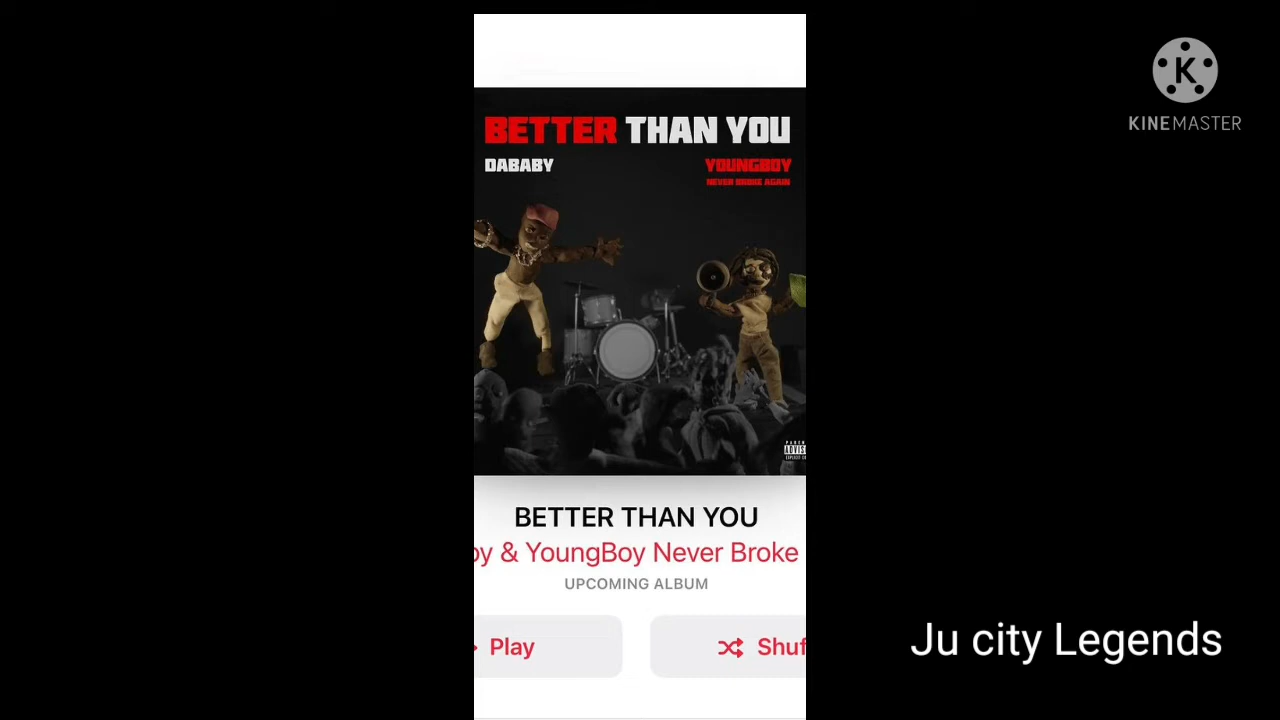 K
KINEMASTER
BETTER THAN YOU
DABABY
YOUNGBOY
NEVER BROKE AGAIN
BETTER THAN YOU
& YoungBoy Never Broke
UPCOMING ALBUM
Play
Ju city Legends